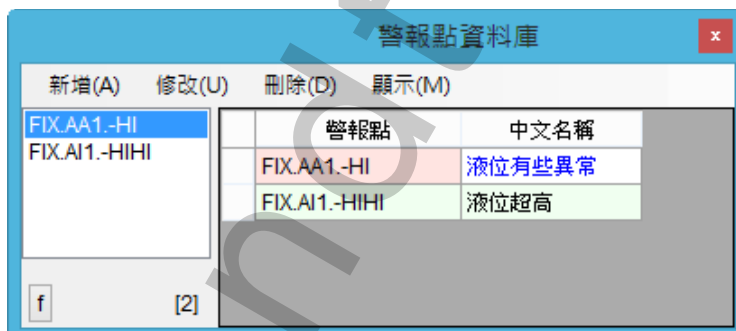 警報點資料庫
x
新增(A) 修改(U) 刪除(D) 顯示(M)
FIX.AA1.-HI
FIX.AI1.-HIHI
警報點 中文名稱
FIX.AA1.-HI 液位有些異常
FIX.AI1.-HIHI 液位超高
f [2]